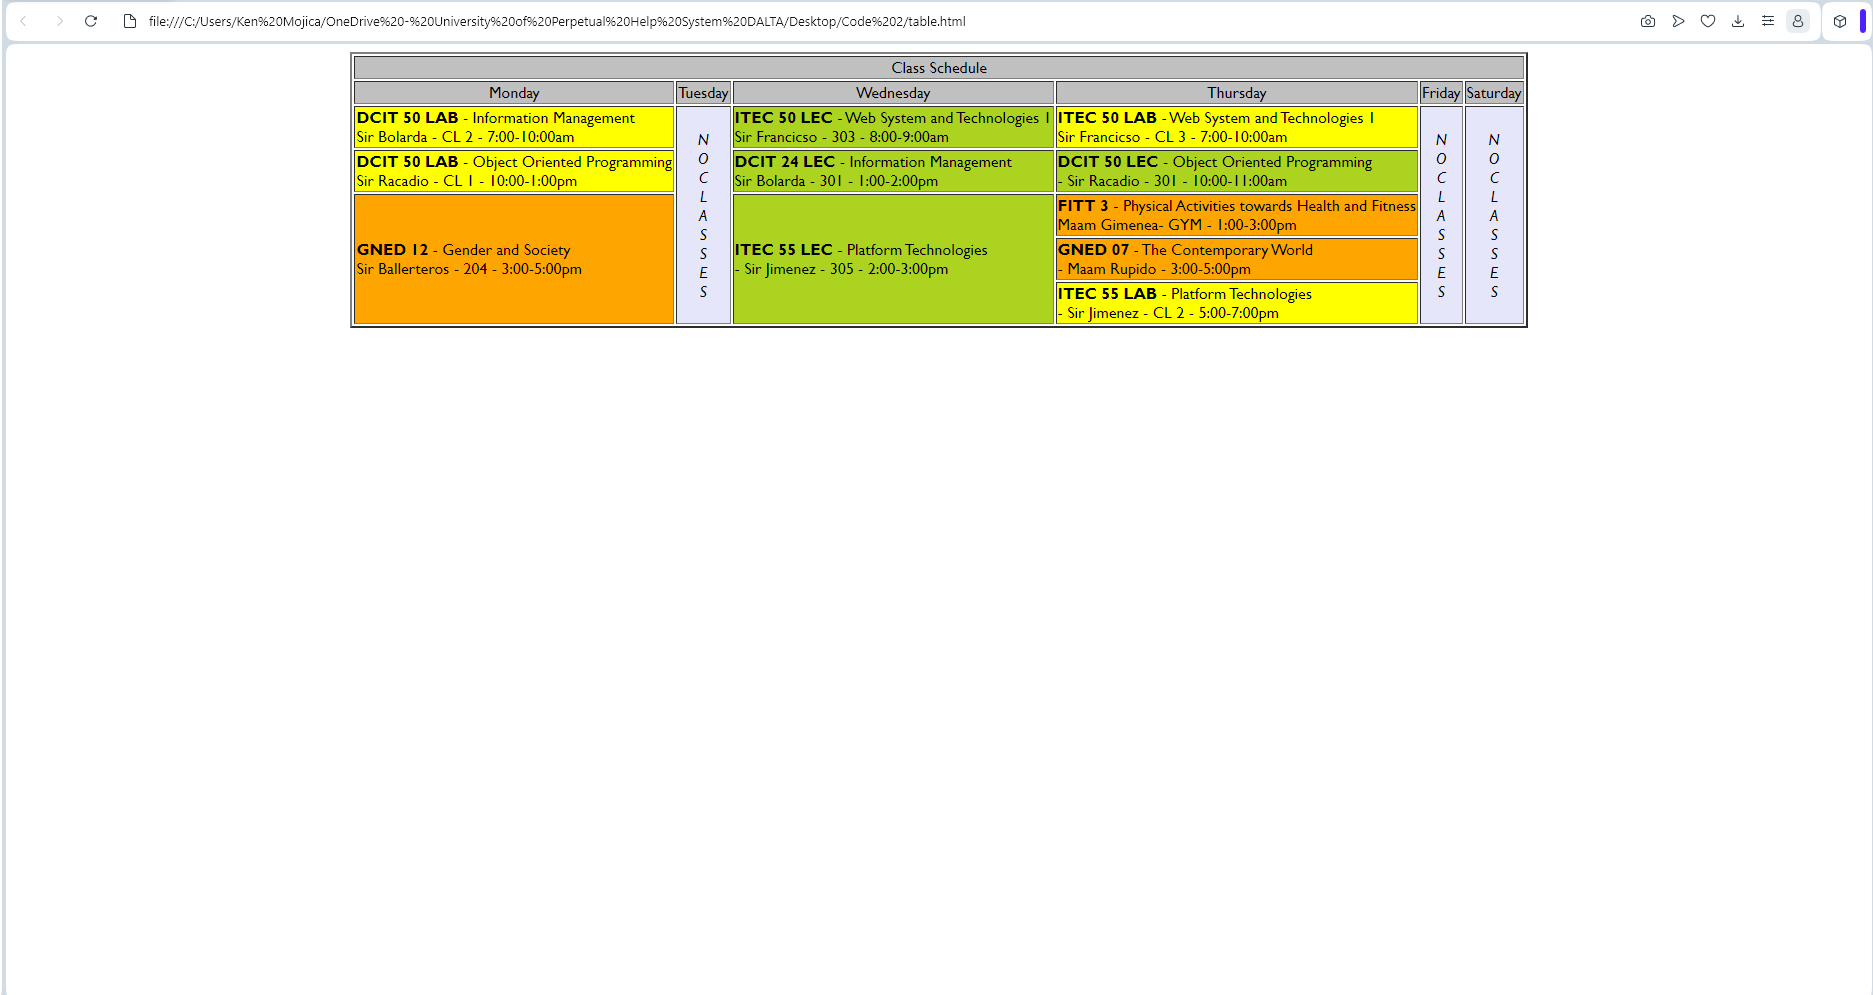 file:///C:/Users/Ken%20Mojica/OneDrive%20-%20University%20of%20Perpetual%20Help%20System%20DALTA/Desktop/Code%202/table.html
Class Schedule
Monday
Tuesday
Wednesday
Thursday
Friday
Saturday
DCIT 50 LAB - Information Management
Sir Bolarda - CL 2 - 7:00-10:00am
N
O
C
L
A
S
S
E
S
ITEC 50 LEC - Web System and Technologies 1
Sir Francicso - 303 - 8:00-9:00am
ITEC 50 LAB - Web System and Technologies 1
Sir Francicso - CL 3 - 7:00-10:00am
N
O
C
L
A
S
S
E
S
N
O
C
L
A
S
S
E
S
DCIT 50 LAB - Object Oriented Programming
Sir Racadio - CL 1 - 10:00-1:00pm
DCIT 24 LEC - Information Management
Sir Bolarda - 301 - 1:00-2:00pm
DCIT 50 LEC - Object Oriented Programming
- Sir Racadio - 301 - 10:00-11:00am
GNED 12 - Gender and Society
Sir Ballerteros - 204 - 3:00-5:00pm
ITEC 55 LEC - Platform Technologies
- Sir Jimenez - 305 - 2:00-3:00pm
FITT 3 - Physical Activities towards Health and Fitness
Maam Gimenea- GYM - 1:00-3:00pm
GNED 07 - The Contemporary World
- Maam Rupido - 3:00-5:00pm
ITEC 55 LAB - Platform Technologies
- Sir Jimenez - CL 2 - 5:00-7:00pm